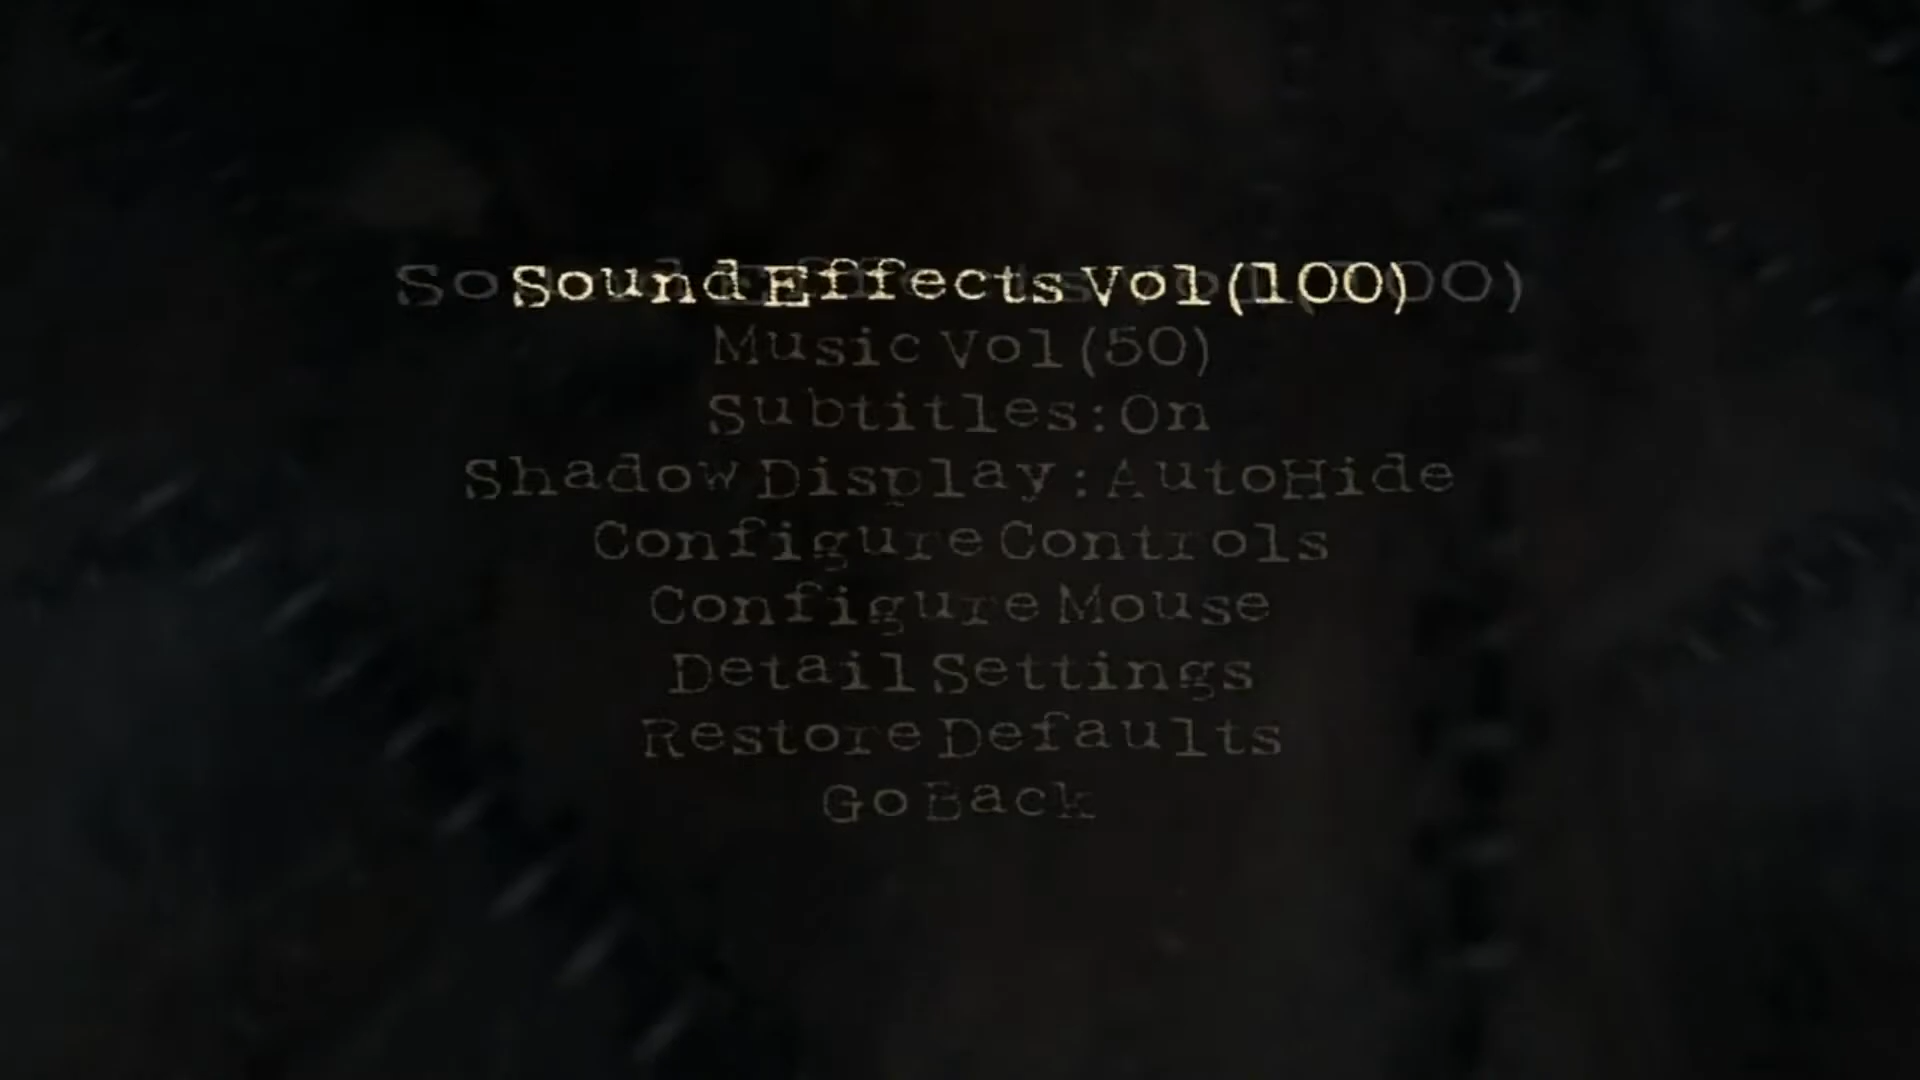 Sound Effects Vol (100)
Music Vol (50)
Subtitles: On
Shadow Display: AutoHide
Configure Controls
Configure Mouse
Detail Settings
Restore Defaults
Go Back